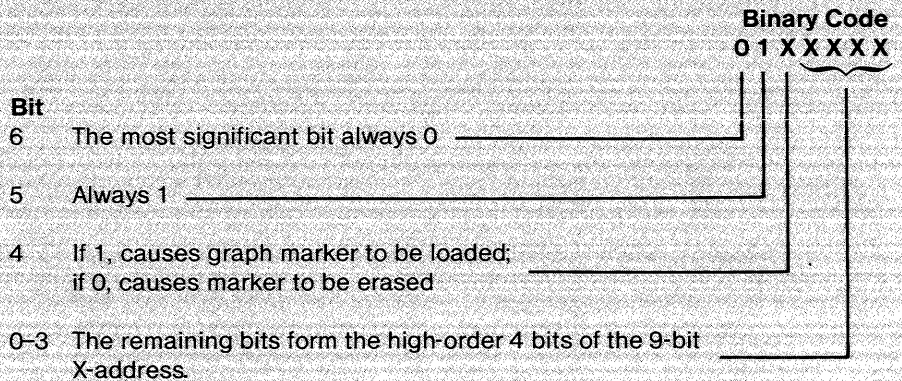 Binary Code
0 1 X X X X X
Bit
6 The most significant bit always 0
5 Always 1
4 If 1, causes graph marker to be loaded;
if 0, causes marker to be erased
0–3 The remaining bits form the high-order 4 bits of the 9-bit
X-address.